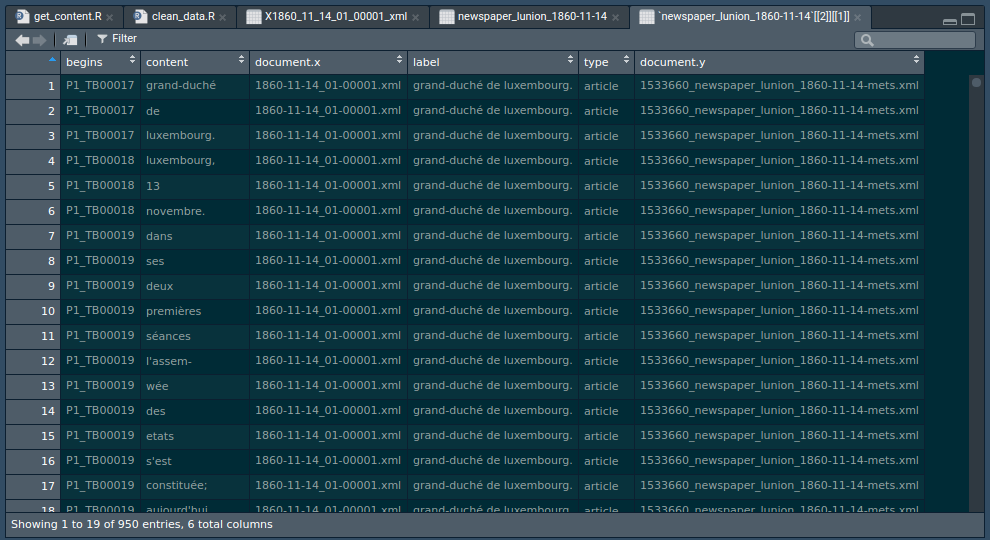 get_content.R clean_data.R X1860_11_14_01_00001_xml newspaper_lunion_1860-11-14 `newspaper_lunion_1860-11-14`[[2]][[1]]
Filter
begins content document.x label type document.y
1 P1_TB00017 grand-duché 1860-11-14_01-00001.xml grand-duché de luxembourg. article 1533660_newspaper_lunion_1860-11-14-mets.xml
2 P1_TB00017 de 1860-11-14_01-00001.xml grand-duché de luxembourg. article 1533660_newspaper_lunion_1860-11-14-mets.xml
3 P1_TB00017 luxembourg. 1860-11-14_01-00001.xml grand-duché de luxembourg. article 1533660_newspaper_lunion_1860-11-14-mets.xml
4 P1_TB00018 luxembourg, 1860-11-14_01-00001.xml grand-duché de luxembourg. article 1533660_newspaper_lunion_1860-11-14-mets.xml
5 P1_TB00018 13 1860-11-14_01-00001.xml grand-duché de luxembourg. article 1533660_newspaper_lunion_1860-11-14-mets.xml
6 P1_TB00018 novembre. 1860-11-14_01-00001.xml grand-duché de luxembourg. article 1533660_newspaper_lunion_1860-11-14-mets.xml
7 P1_TB00019 dans 1860-11-14_01-00001.xml grand-duché de luxembourg. article 1533660_newspaper_lunion_1860-11-14-mets.xml
8 P1_TB00019 ses 1860-11-14_01-00001.xml grand-duché de luxembourg. article 1533660_newspaper_lunion_1860-11-14-mets.xml
9 P1_TB00019 deux 1860-11-14_01-00001.xml grand-duché de luxembourg. article 1533660_newspaper_lunion_1860-11-14-mets.xml
10 P1_TB00019 premières 1860-11-14_01-00001.xml grand-duché de luxembourg. article 1533660_newspaper_lunion_1860-11-14-mets.xml
11 P1_TB00019 séances 1860-11-14_01-00001.xml grand-duché de luxembourg. article 1533660_newspaper_lunion_1860-11-14-mets.xml
12 P1_TB00019 l'assem- 1860-11-14_01-00001.xml grand-duché de luxembourg. article 1533660_newspaper_lunion_1860-11-14-mets.xml
13 P1_TB00019 wée 1860-11-14_01-00001.xml grand-duché de luxembourg. article 1533660_newspaper_lunion_1860-11-14-mets.xml
14 P1_TB00019 des 1860-11-14_01-00001.xml grand-duché de luxembourg. article 1533660_newspaper_lunion_1860-11-14-mets.xml
15 P1_TB00019 etats 1860-11-14_01-00001.xml grand-duché de luxembourg. article 1533660_newspaper_lunion_1860-11-14-mets.xml
16 P1_TB00019 s'est 1860-11-14_01-00001.xml grand-duché de luxembourg. article 1533660_newspaper_lunion_1860-11-14-mets.xml
17 P1_TB00019 constituée; 1860-11-14_01-00001.xml grand-duché de luxembourg. article 1533660_newspaper_lunion_1860-11-14-mets.xml
18 P1_TB00019 aujourd'hui 1860-11-14_01-00001.xml grand-duché de luxembourg. article 1533660_newspaper_lunion_1860-11-14-mets.xml
Showing 1 to 19 of 950 entries, 6 total columns